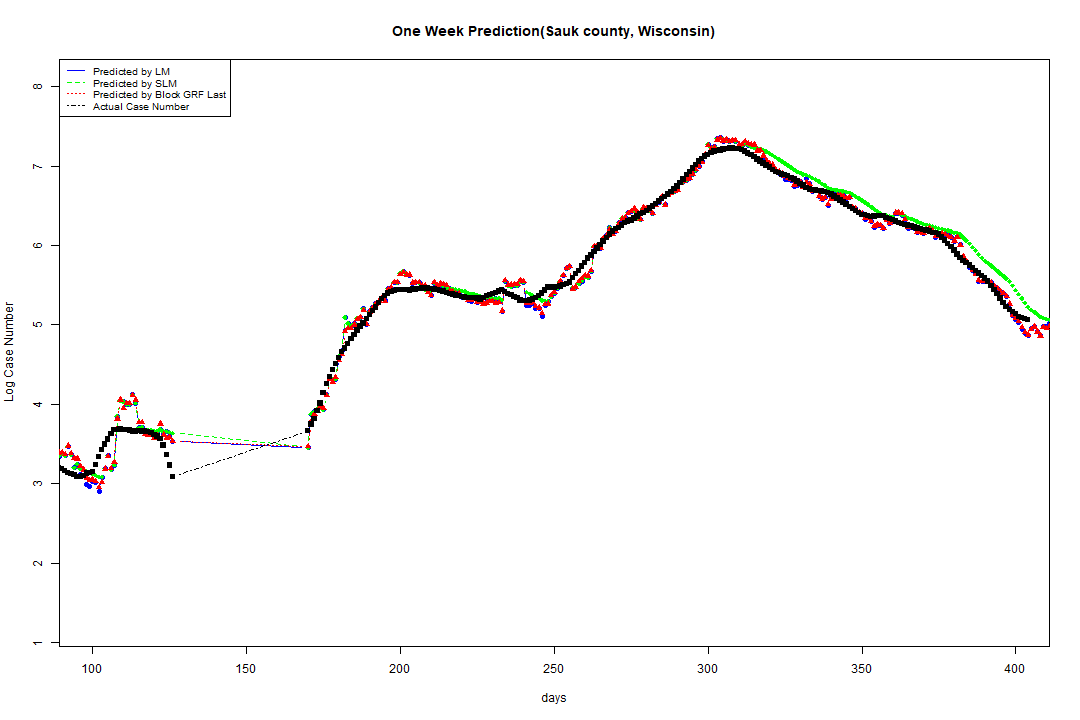 One Week Prediction(Sauk county, Wisconsin)
Predicted by LM
Predicted by SLM
Predicted by Block GRF Last
Actual Case Number
8
7
6
5
4
3
2
1
Log Case Number
100 150 200 250 300 350 400
days